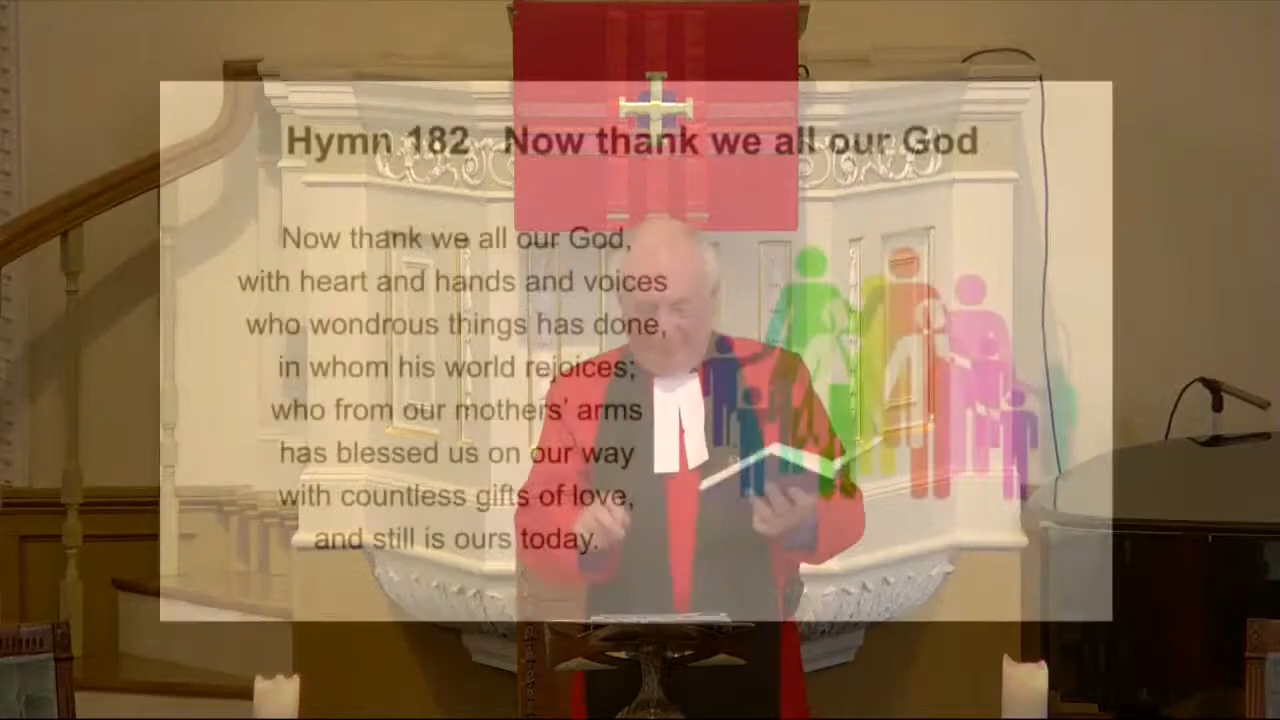 Hymn 182 Now thank we all our God
Now thank we all our God,
with heart and hands and voices
who wondrous things has done,
in whom his world rejoices;
who from our mothers' arms
has blessed us on our way
with countless gifts of love,
and still is ours today.